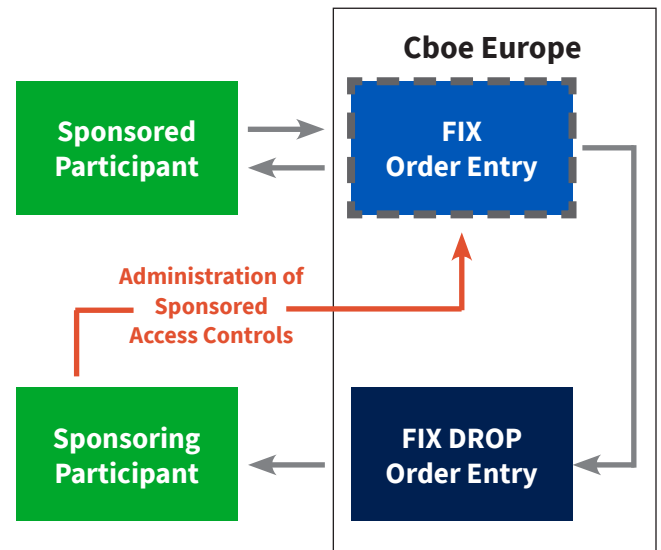 Cboe Europe
Sponsored
Participant
FIX
Order Entry
Administration of
Sponsored
Access Controls
Sponsoring
Participant
FIX DROP
Order Entry